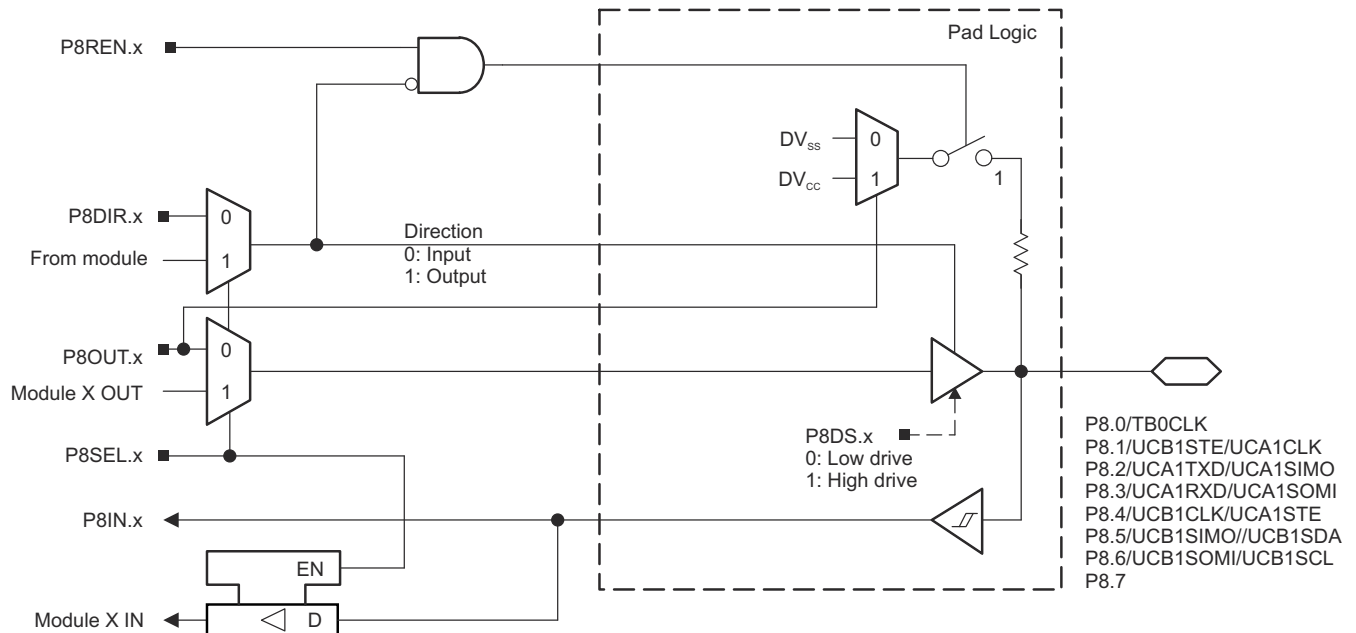 Pad Logic
P8REN.x
DVSS
0
DVCC
1
1
P8DIR.x
0
From module
1
Direction
0: Input
1: Output
P8OUT.x
0
Module X OUT
1
P8SEL.x
P8DS.x
0: Low drive
1: High drive
P8.0/TB0CLK
P8.1/UCB1STE/UCA1CLK
P8.2/UCA1TXD/UCA1SIMO
P8.3/UCA1RXD/UCA1SOMI
P8.4/UCB1CLK/UCA1STE
P8.5/UCB1SIMO//UCB1SDA
P8.6/UCB1SOMI/UCB1SCL
P8.7
P8IN.x
EN
Module X IN
D